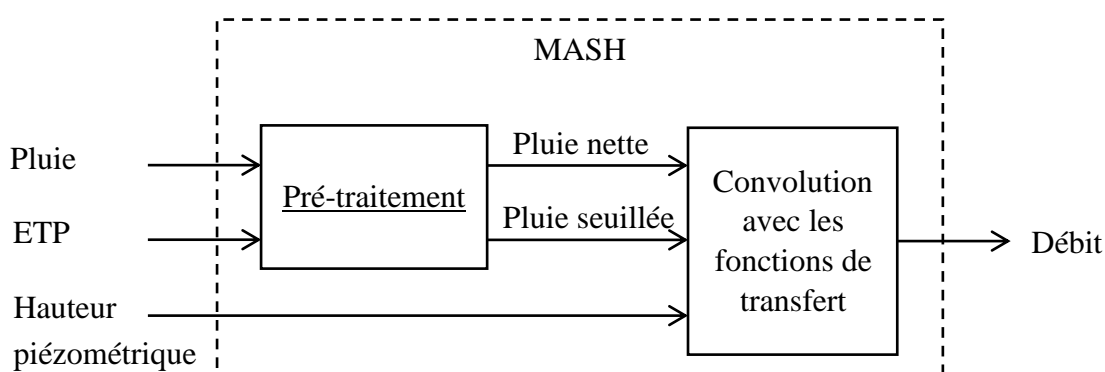 MASH
Pluie
ETP
Hauteur
piézométrique
Pré-traitement
Pluie nette
Pluie seuillée
Convolution
avec les
fonctions de
transfert
Débit